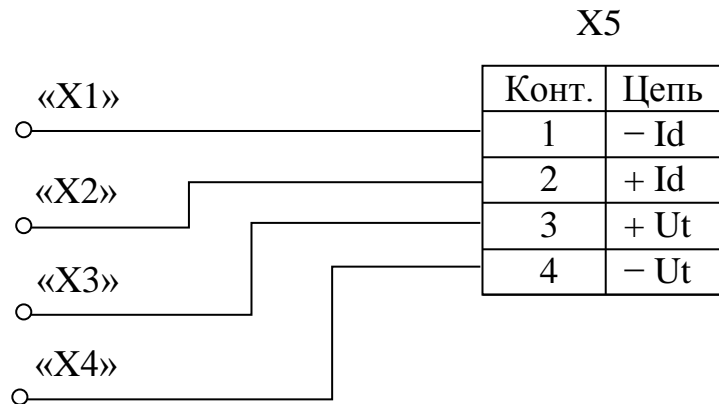 X5
«X1»
«X2»
«X3»
«X4»
Конт. Цепь
1 − Id
2 + Id
3 + Ut
4 − Ut